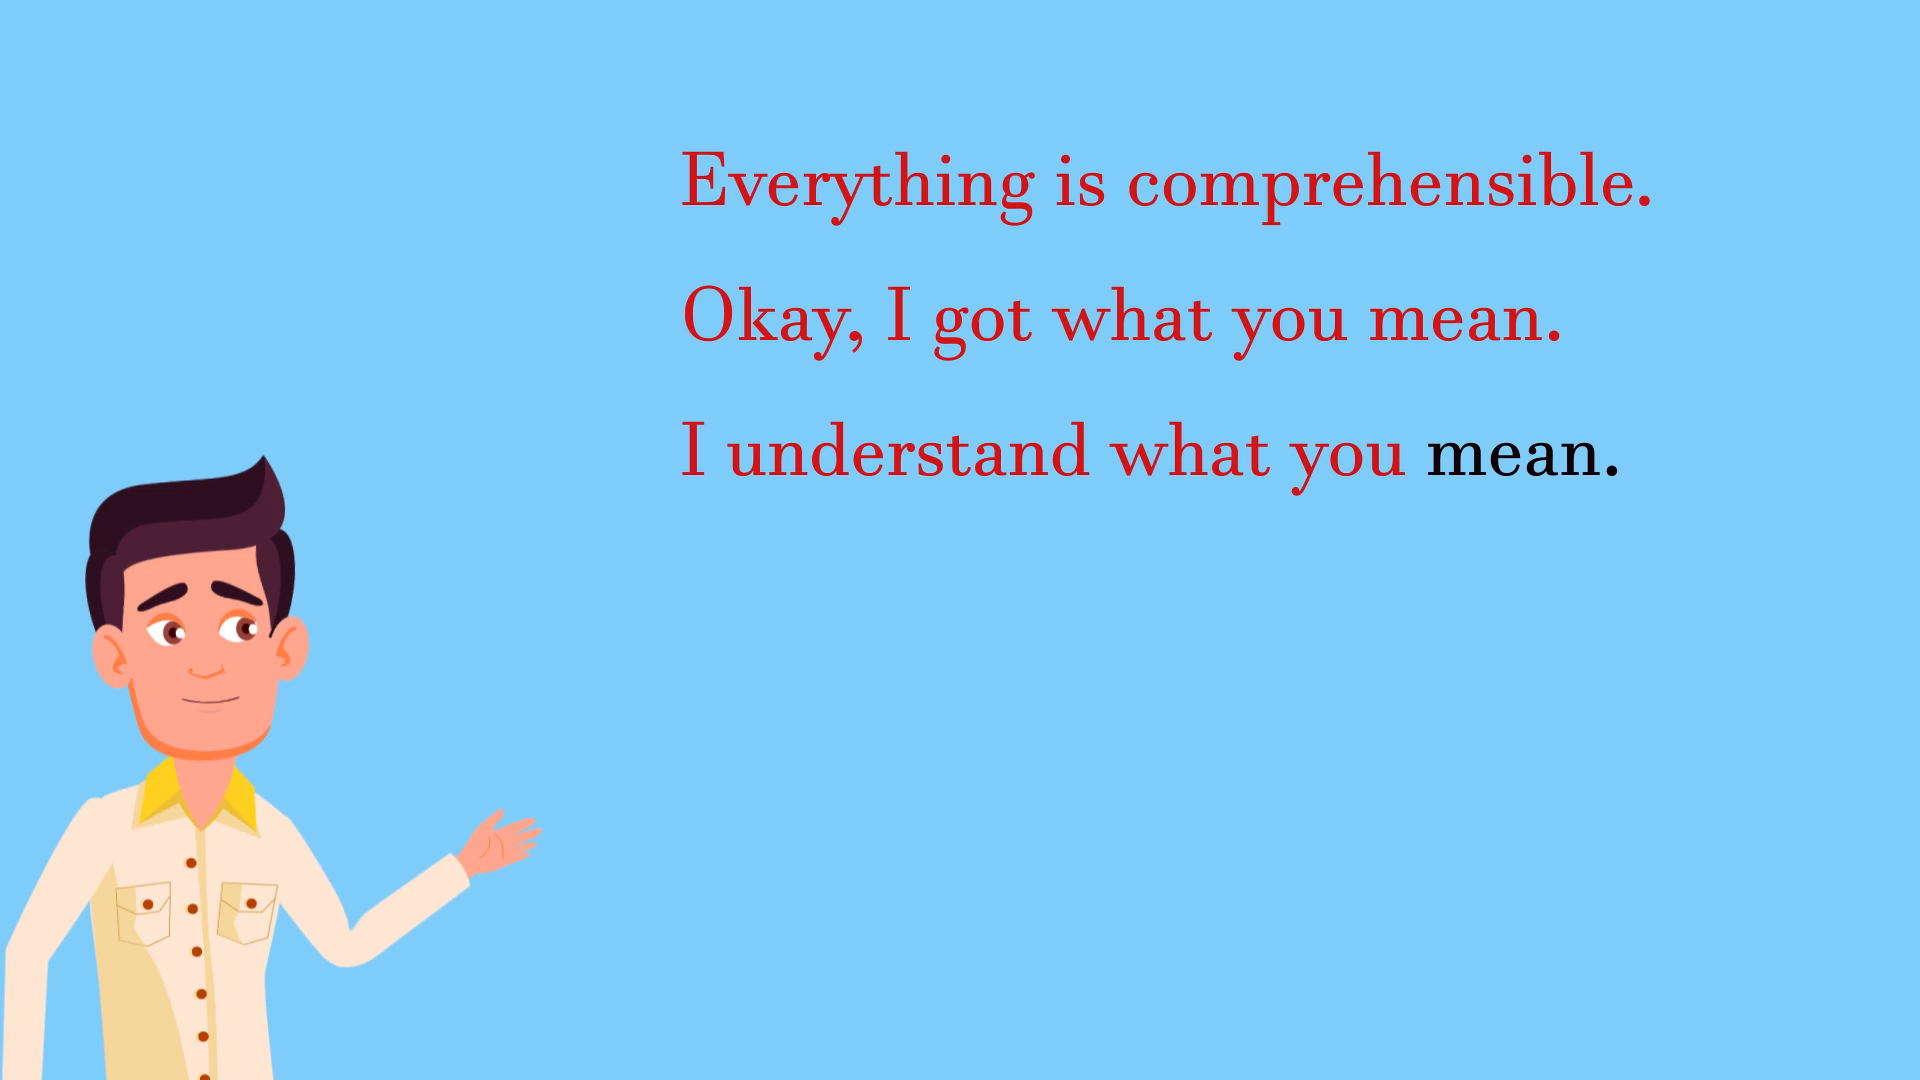 Everything is comprehensible.
Okay, I got what you mean.
I understand what you mean.